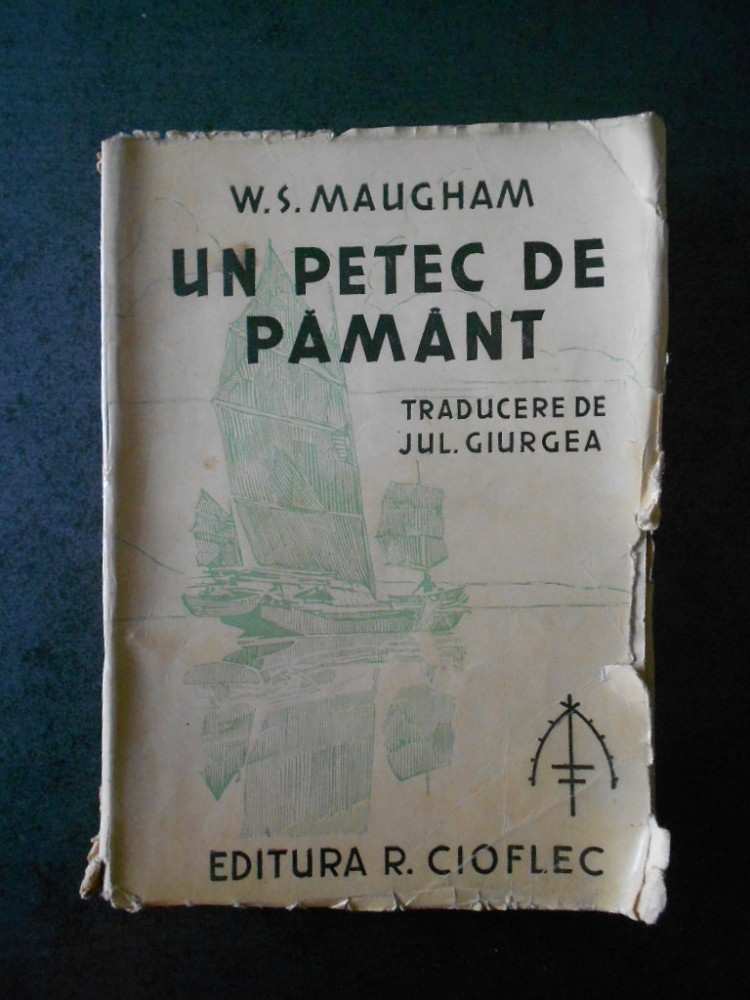 W.S. MAUGHAM
UN PETEC DE
PĂMÂNT
TRADUCERE DE
JUL. GIURGEA
EDITURA R. CIOFLEC